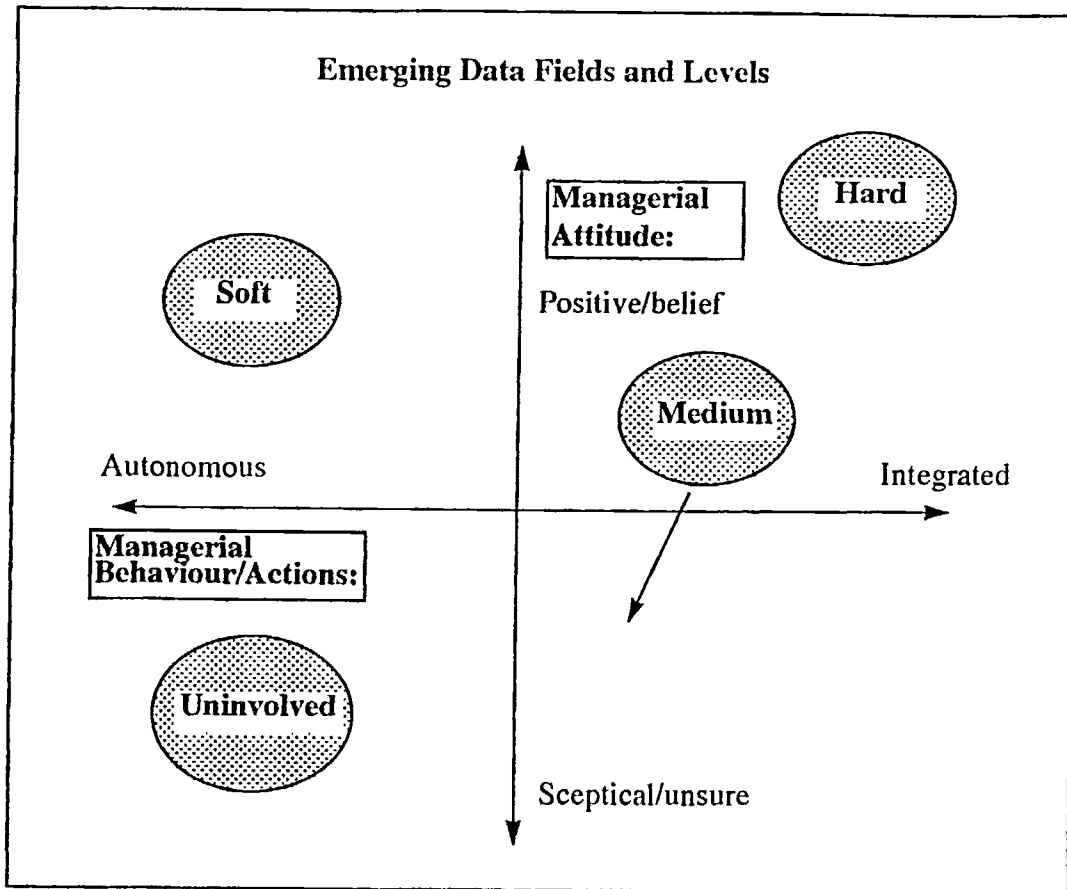 Emerging Data Fields and Levels
Managerial
Attitude:
Hard
Soft
Positive/belief
Medium
Autonomous
Integrated
Managerial
Behaviour/Actions:
Uninvolved
Sceptical/unsure